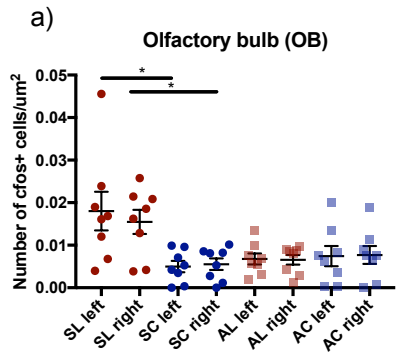 a)
Olfactory bulb (OB)
Number of cfos+ cells/um²
0.05
0.04
0.03
0.02
0.01
0.00
*
*
SL left
SL right
SC left
SC right
AL left
AL right
AC left
AC right